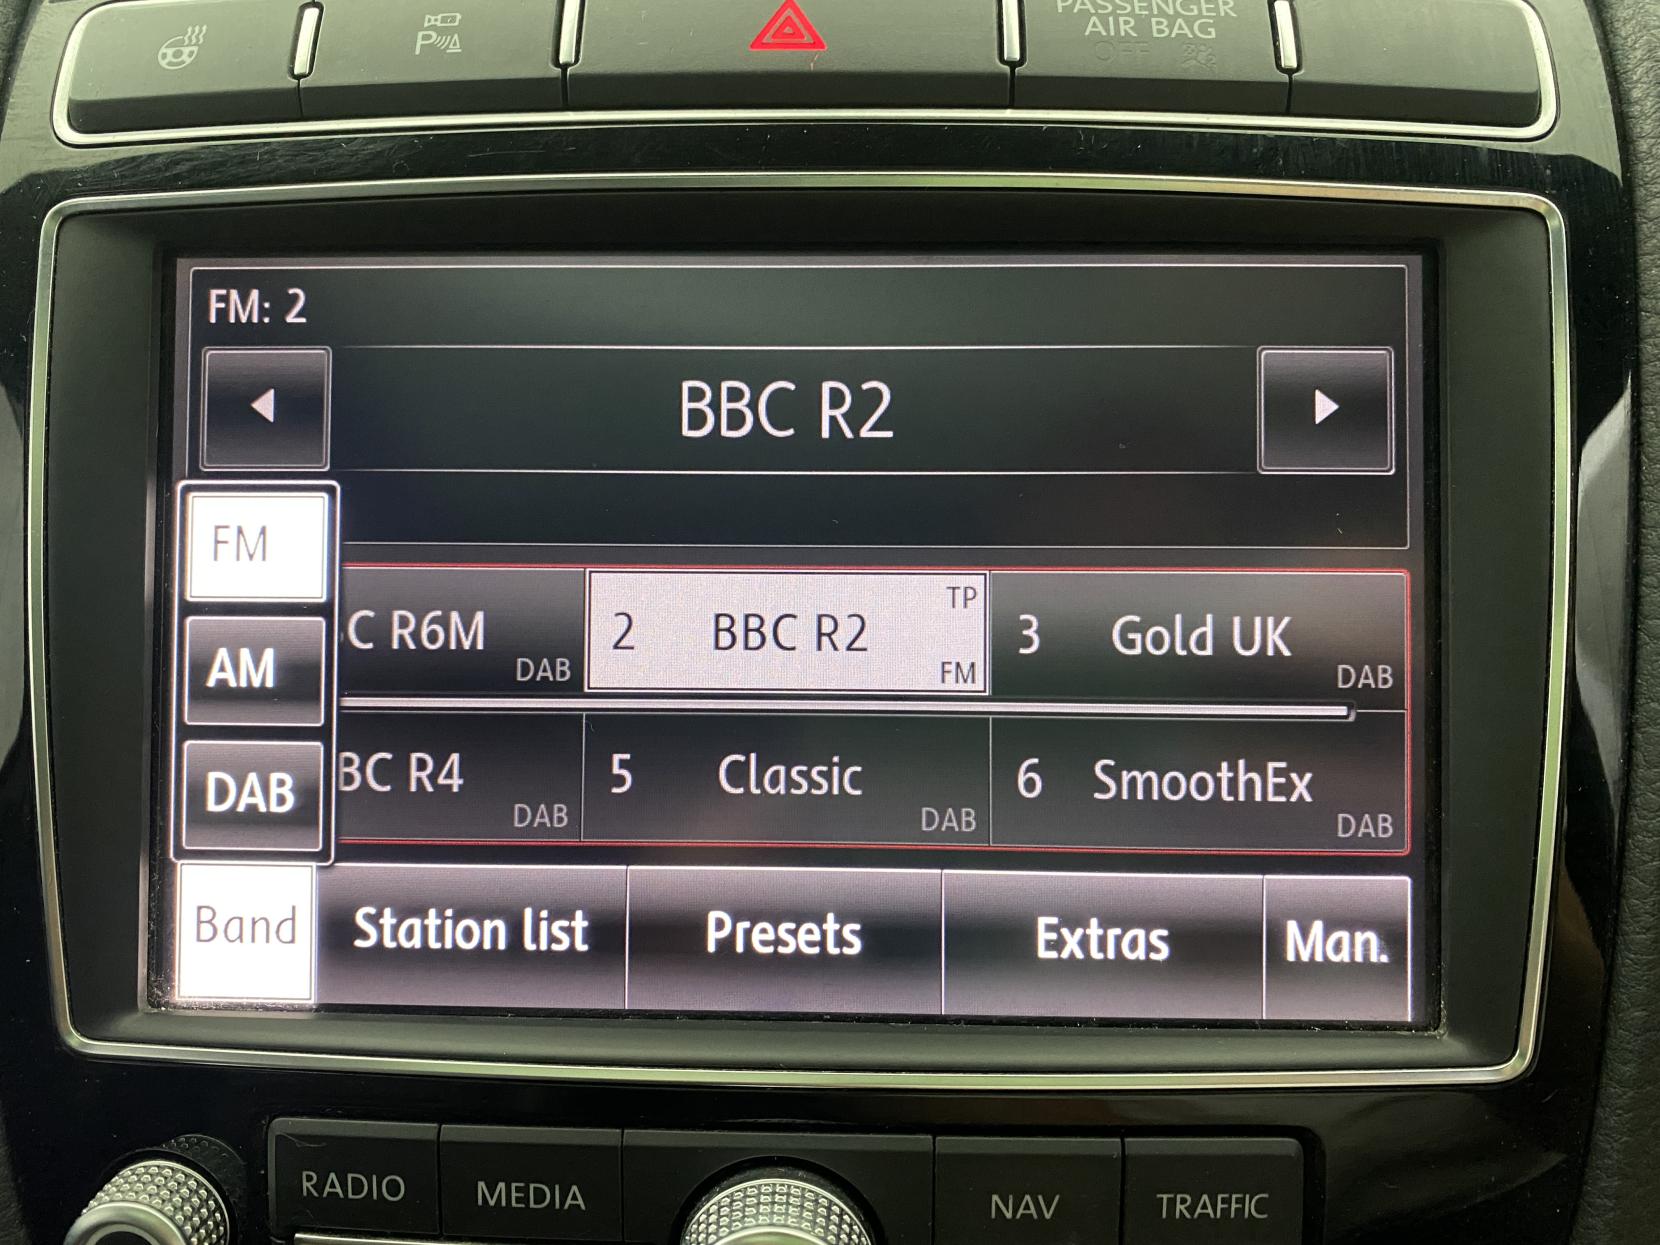 P
PASSENGER
AIR BAG
OFF
FM: 2
BBC R2
FM
AM
DAB
Band
C R6M
DAB
2 BBC R2
TP
FM
3 Gold UK
DAB
BC R4
DAB
5 Classic
DAB
6 SmoothEx
DAB
Station list
Presets
Extras
Man.
RADIO
MEDIA
NAV
TRAFFIC